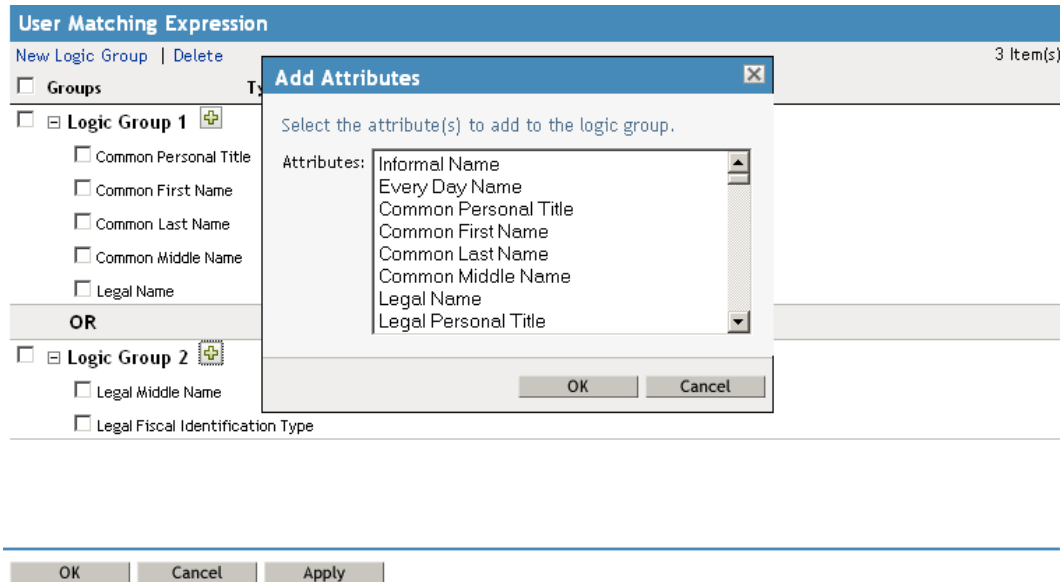 User Matching Expression
New Logic Group | Delete
3 Item(s)
Groups
Logic Group 1
Common Personal Title
Common First Name
Common Last Name
Common Middle Name
Legal Name
OR
Logic Group 2
Legal Middle Name
Legal Fiscal Identification Type
Add Attributes
Select the attribute(s) to add to the logic group.
Attributes:
Informal Name
Every Day Name
Common Personal Title
Common First Name
Common Last Name
Common Middle Name
Legal Name
Legal Personal Title
OK Cancel
OK Cancel Apply